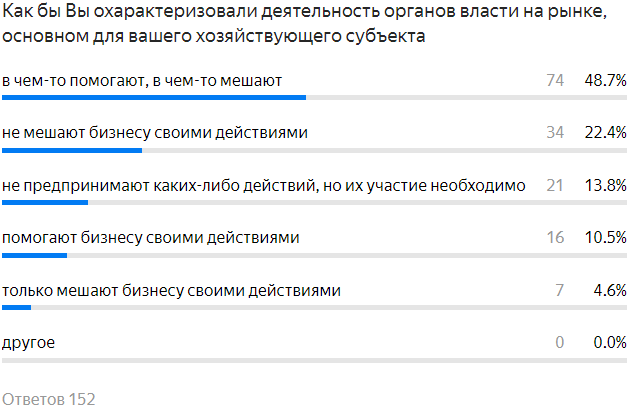 Как бы Вы охарактеризовали деятельность органов власти на рынке,
основном для вашего хозяйствующего субъекта
в чем-то помогают, в чем-то мешают 74 48.7%
не мешают бизнесу своими действиями 34 22.4%
не предпринимают каких-либо действий, но их участие необходимо 21 13.8%
помогают бизнесу своими действиями 16 10.5%
только мешают бизнесу своими действиями 7 4.6%
другое 0 0.0%
Ответов 152